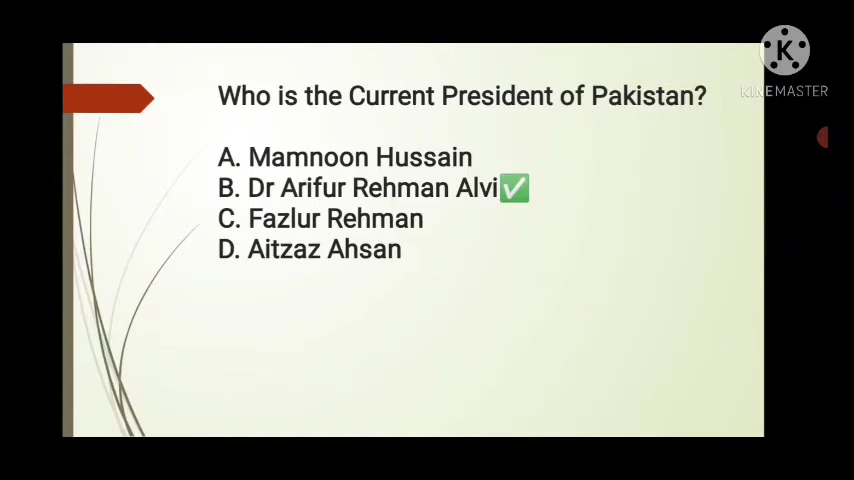 Who is the Current President of Pakistan?
A. Mamnoon Hussain
B. Dr Arifur Rehman Alvi✅
C. Fazlur Rehman
D. Aitzaz Ahsan
K
KINEMASTER